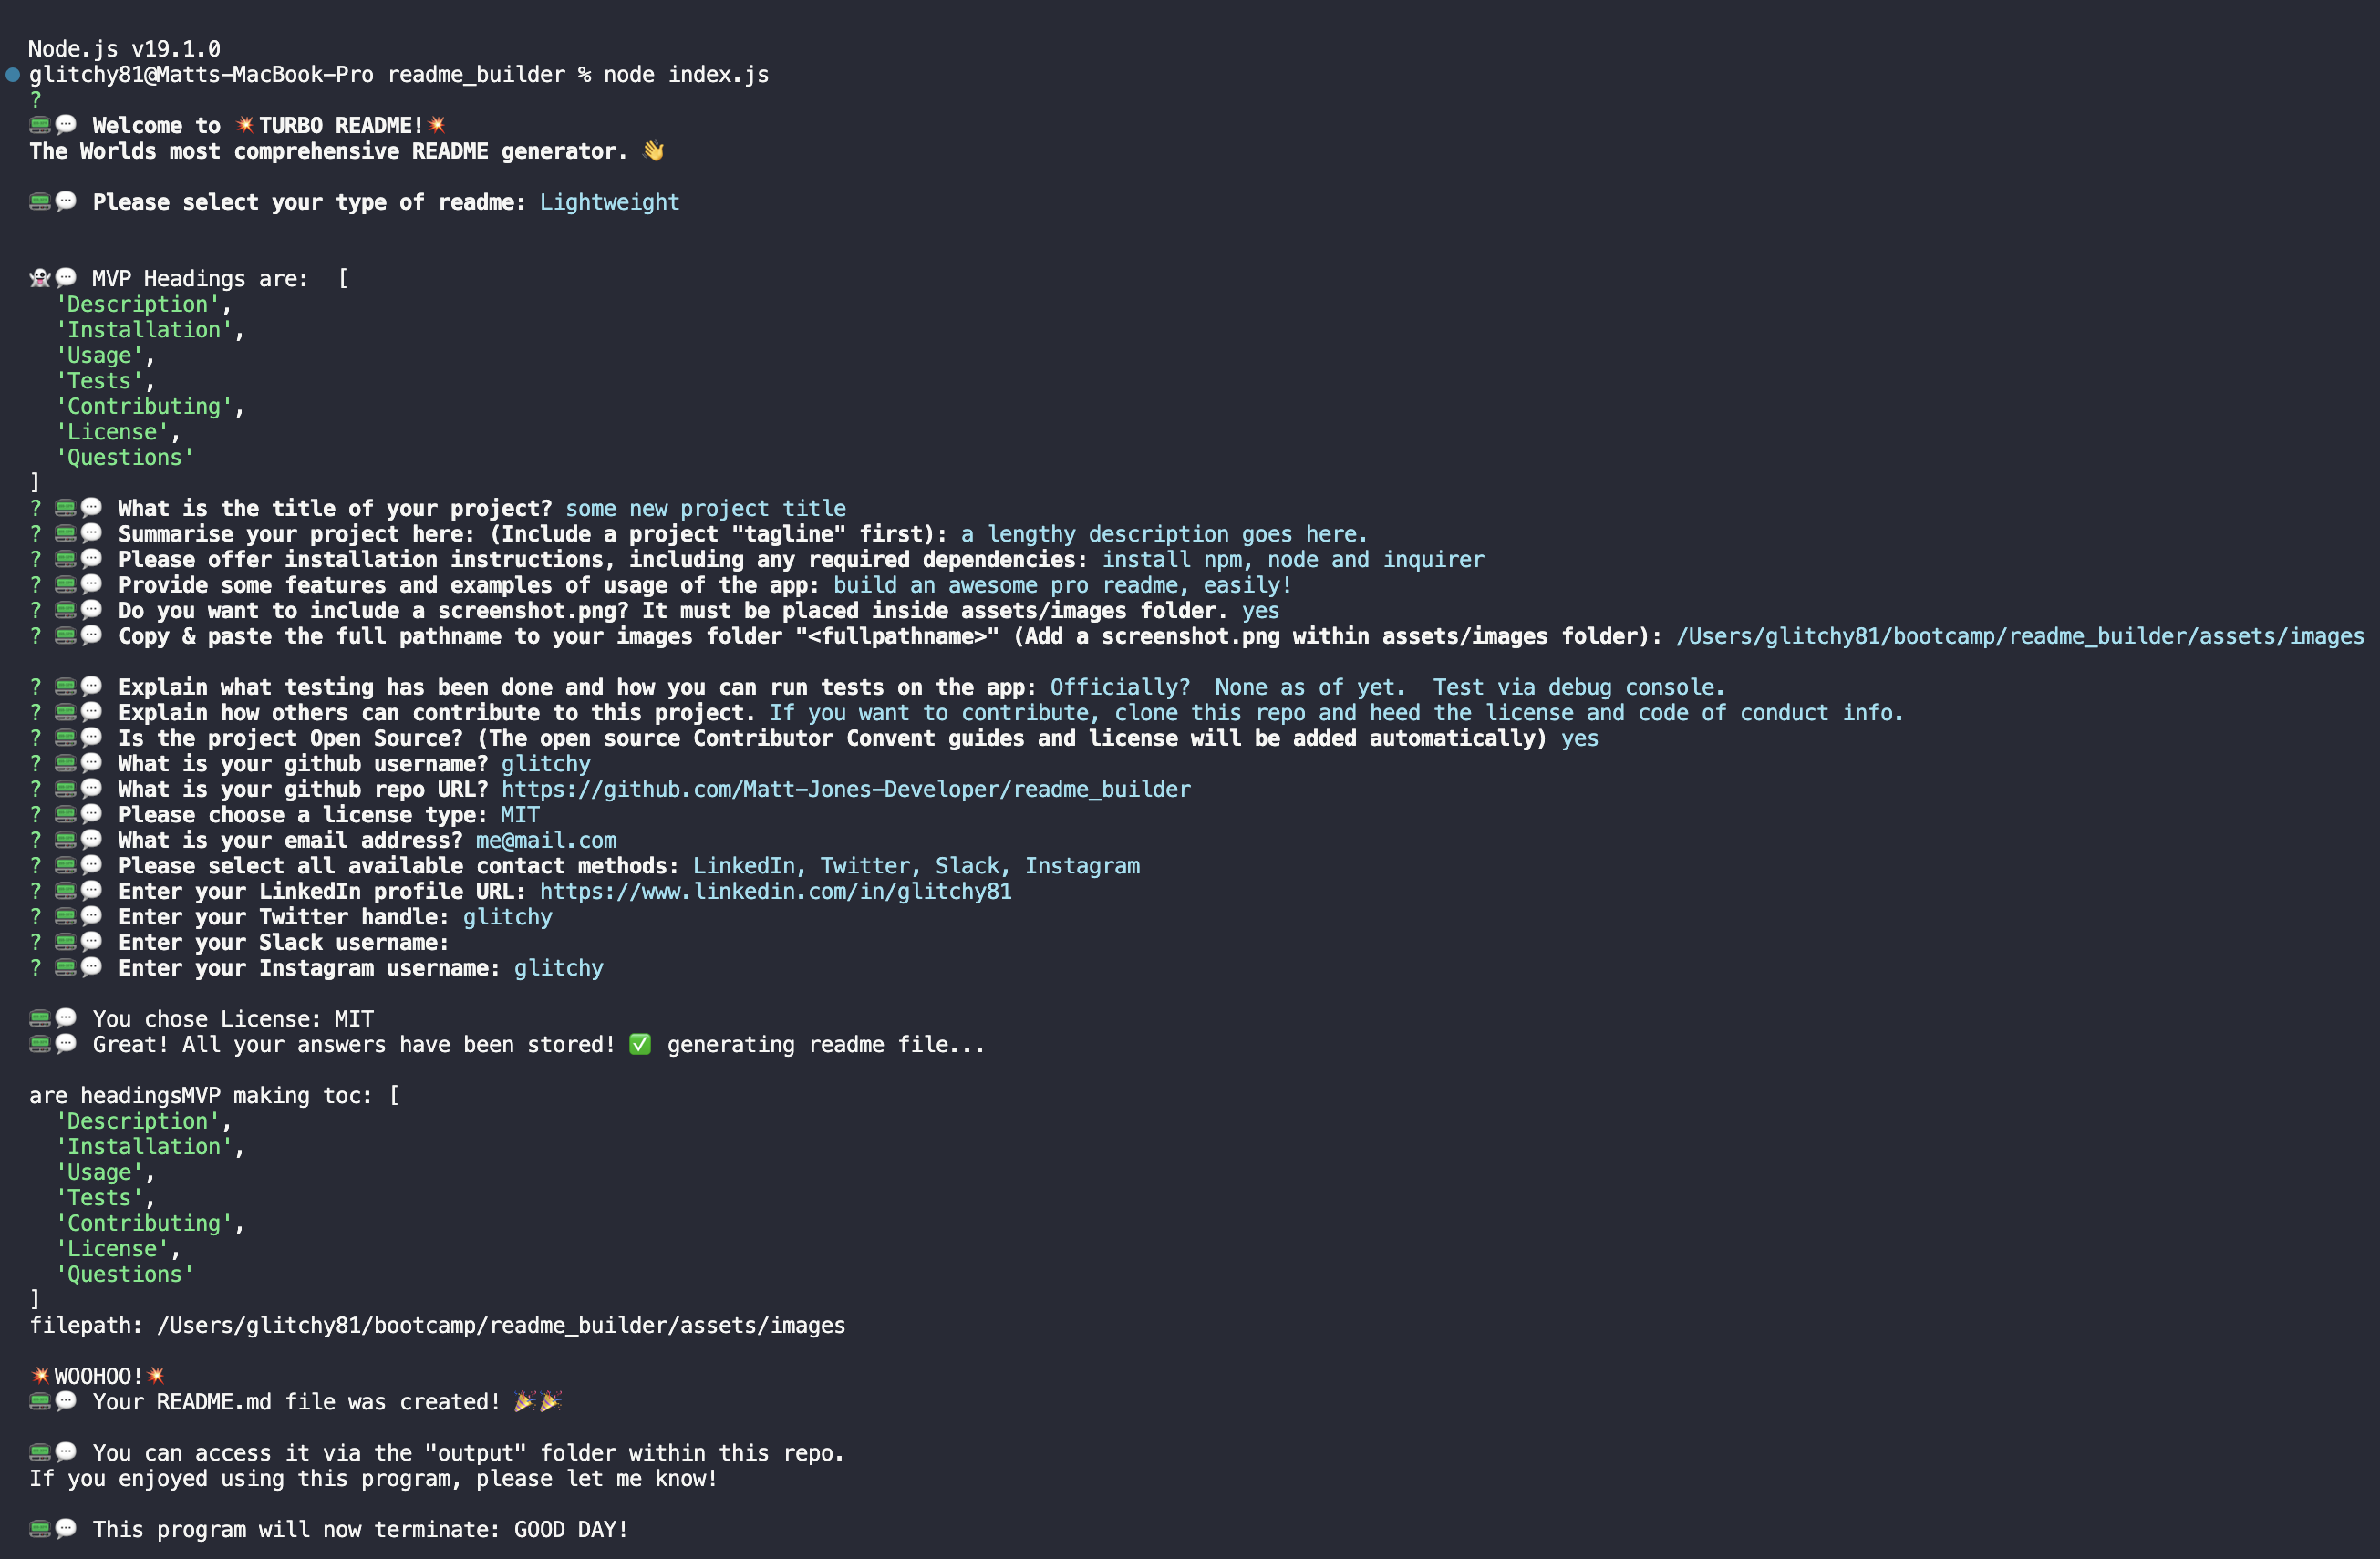 Node.js v19.1.0
glitchy81@Matts-MacBook-Pro readme_builder % node index.js
?
📟💬 Welcome to 💥TURBO README!💥
The Worlds most comprehensive README generator. 👋
📟💬 Please select your type of readme: Lightweight
👻💬 MVP Headings are:  [
  'Description',
  'Installation',
  'Usage',
  'Tests',
  'Contributing',
  'License',
  'Questions'
]
? 📟💬 What is the title of your project? some new project title
? 📟💬 Summarise your project here: (Include a project "tagline" first): a lengthy description goes here.
? 📟💬 Please offer installation instructions, including any required dependencies: install npm, node and inquirer
? 📟💬 Provide some features and examples of usage of the app: build an awesome pro readme, easily!
? 📟💬 Do you want to include a screenshot.png? It must be placed inside assets/images folder. yes
? 📟💬 Copy & paste the full pathname to your images folder "<fullpathname>" (Add a screenshot.png within assets/images folder): /Users/glitchy81/bootcamp/readme_builder/assets/images
? 📟💬 Explain what testing has been done and how you can run tests on the app: Officially?  None as of yet.  Test via debug console.
? 📟💬 Explain how others can contribute to this project. If you want to contribute, clone this repo and heed the license and code of conduct info.
? 📟💬 Is the project Open Source? (The open source Contributor Convent guides and license will be added automatically) yes
? 📟💬 What is your github username? glitchy
? 📟💬 What is your github repo URL? https://github.com/Matt-Jones-Developer/readme_builder
? 📟💬 Please choose a license type: MIT
? 📟💬 What is your email address? me@mail.com
? 📟💬 Please select all available contact methods: LinkedIn, Twitter, Slack, Instagram
? 📟💬 Enter your LinkedIn profile URL: https://www.linkedin.com/in/glitchy81
? 📟💬 Enter your Twitter handle: glitchy
? 📟💬 Enter your Slack username:
? 📟💬 Enter your Instagram username: glitchy
📟💬 You chose License: MIT
📟💬 Great! All your answers have been stored! ✅ generating readme file...
are headingsMVP making toc: [
  'Description',
  'Installation',
  'Usage',
  'Tests',
  'Contributing',
  'License',
  'Questions'
]
filepath: /Users/glitchy81/bootcamp/readme_builder/assets/images
💥WOOHOO!💥
📟💬 Your README.md file was created! 🎉🎉
📟💬 You can access it via the "output" folder within this repo.
If you enjoyed using this program, please let me know!
📟💬 This program will now terminate: GOOD DAY!